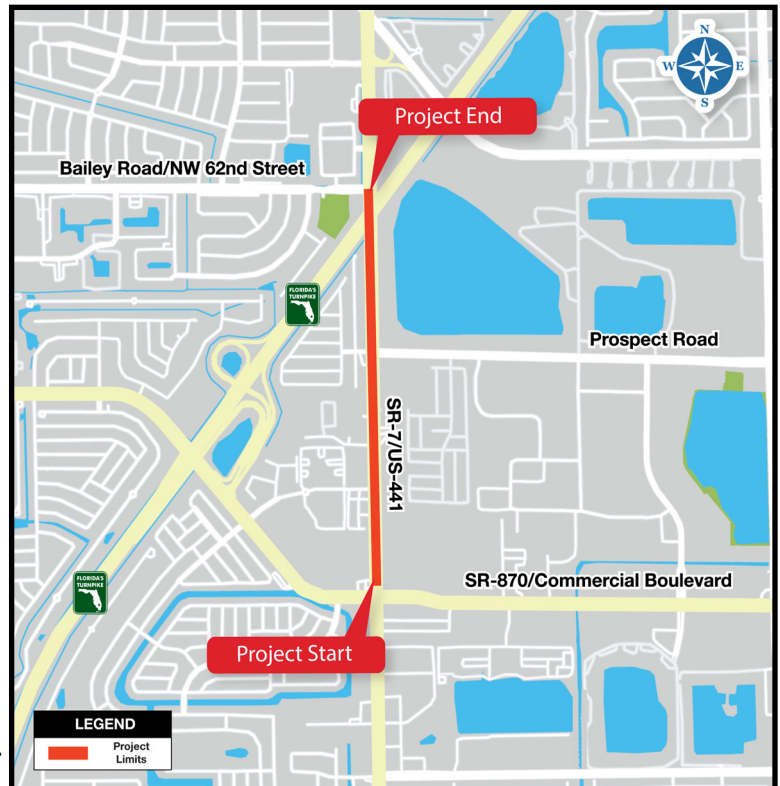 N
W E
S
Project End
Bailey Road/NW 62nd Street
FLORIDA'S
TURNPIKE
Prospect Road
SR-7/US-441
FLORIDA'S
TURNPIKE
SR-870/Commercial Boulevard
Project Start
LEGEND
Project
Limits